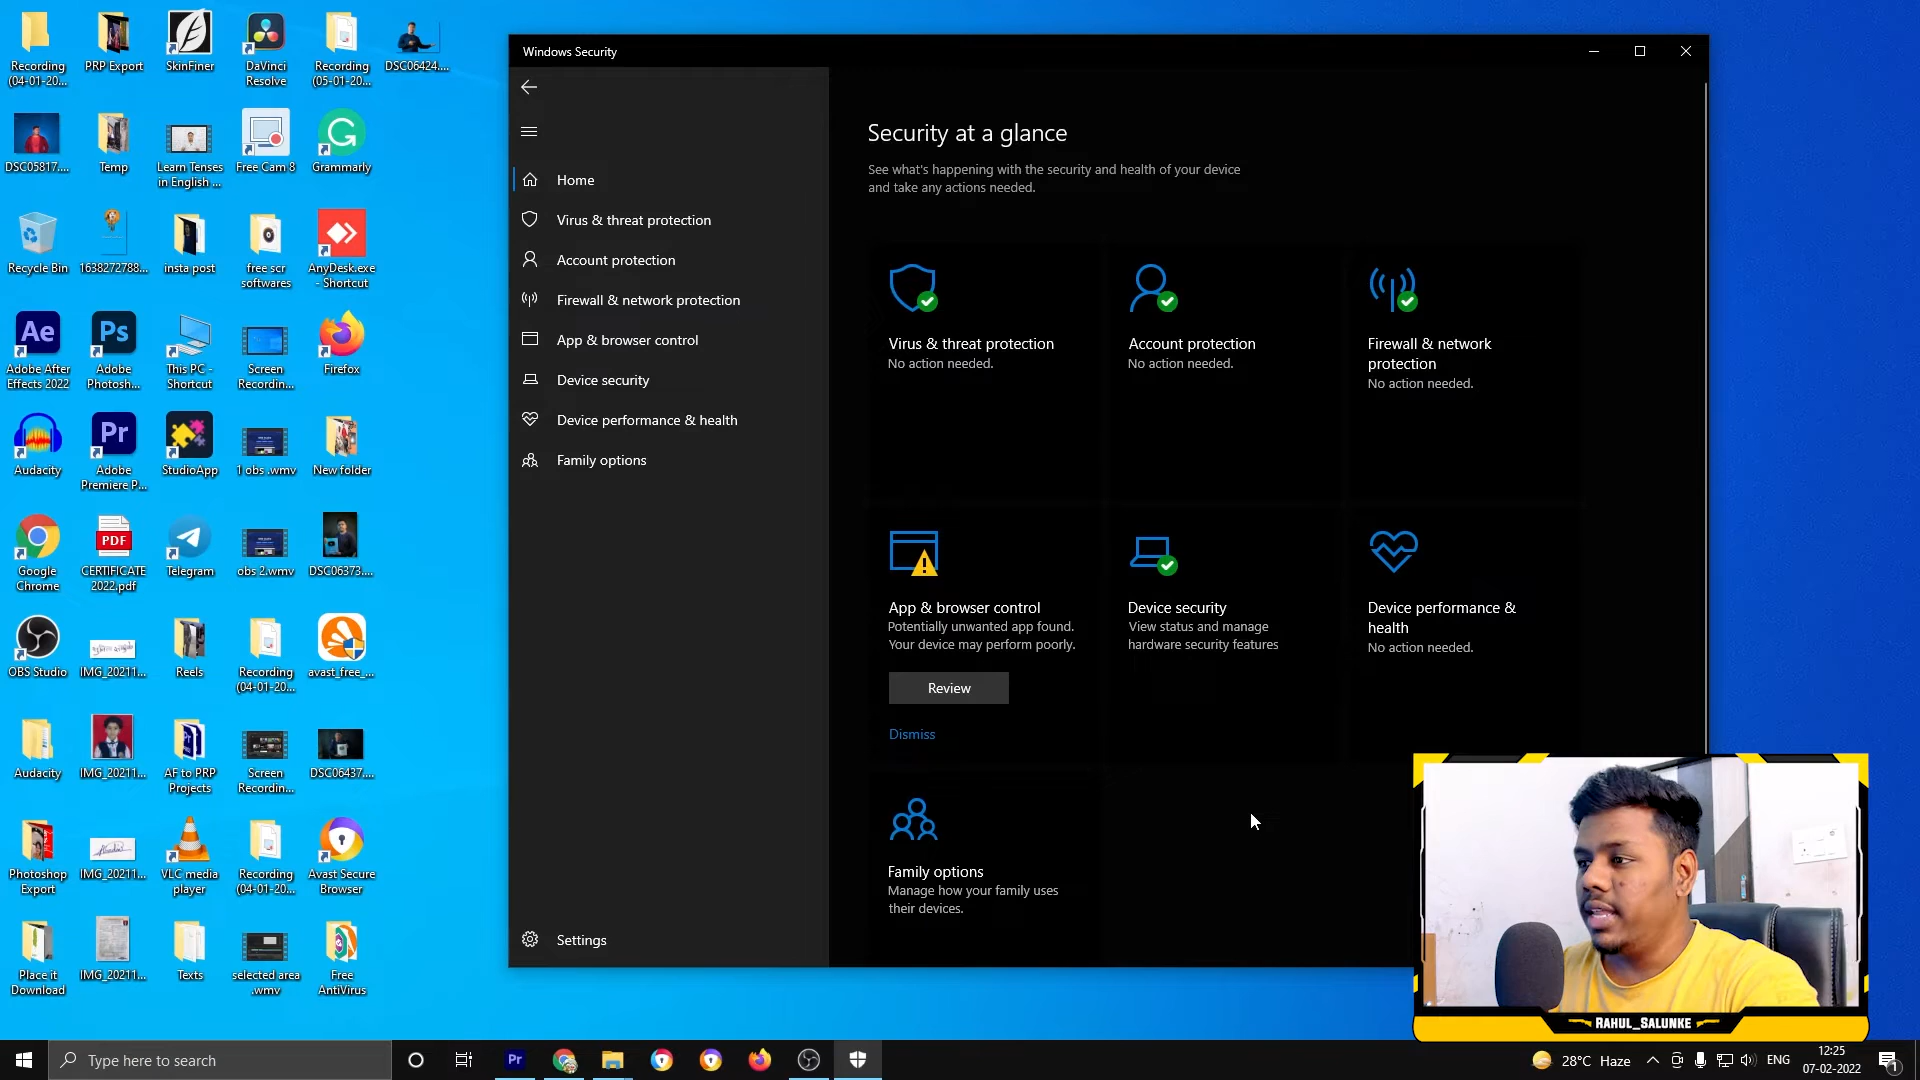 Recording
(04-01-20...
PRP Export
SkinFiner
DaVinci
Resolve
Recording
(05-01-20...
DSC06424....
DSC05817....
Temp
Learn Tenses
in English ...
Free Cam 8
Grammarly
Recycle Bin
1638272788...
insta post
free scr
softwares
AnyDesk.exe
- Shortcut
Ae
Adobe After
Effects 2022
Ps
Adobe
Photosh...
This PC -
Shortcut
Screen
Recordin...
Firefox
Audacity
Pr
Adobe
Premiere P...
StudioApp
1 obs .wmv
New folder
Google
Chrome
PDF
CERTIFICATE
2022.pdf
Telegram
obs 2.wmv
DSC06373....
OBS Studio
IMG_20211...
Reels
Recording
(04-01-20...
avast_free_...
Audacity
IMG_20211...
AF to PRP
Projects
Screen
Recordin...
DSC06437....
Photoshop
Export
IMG_20211...
VLC media
player
Recording
(04-01-20...
Avast Secure
Browser
Place it
Download
IMG_20211...
Texts
selected area
.wmv
Free
AntiVirus
Windows Security
Home
Virus & threat protection
Account protection
Firewall & network protection
App & browser control
Device security
Device performance & health
Family options
Settings
Security at a glance
See what's happening with the security and health of your device
and take any actions needed.
Virus & threat protection
No action needed.
Account protection
No action needed.
Firewall & network
protection
No action needed.
App & browser control
Potentially unwanted app found.
Your device may perform poorly.
Review
Dismiss
Device security
View status and manage
hardware security features
Device performance &
health
No action needed.
Family options
Manage how your family uses
their devices.
RAHUL_SALUNKE
Type here to search
Pr
28°C Haze
ENG
12:25
07-02-2022
1